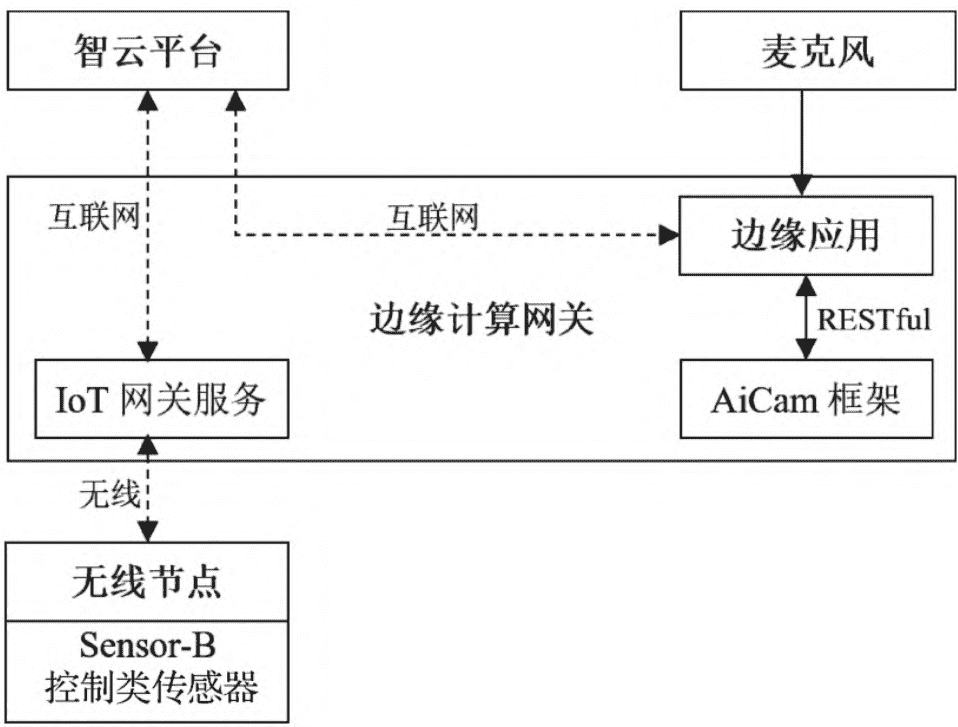 智云平台
麦克风
互联网
互联网
边缘应用
边缘计算网关
RESTful
IoT 网关服务
AiCam 框架
无线
无线节点
Sensor-B
控制类传感器